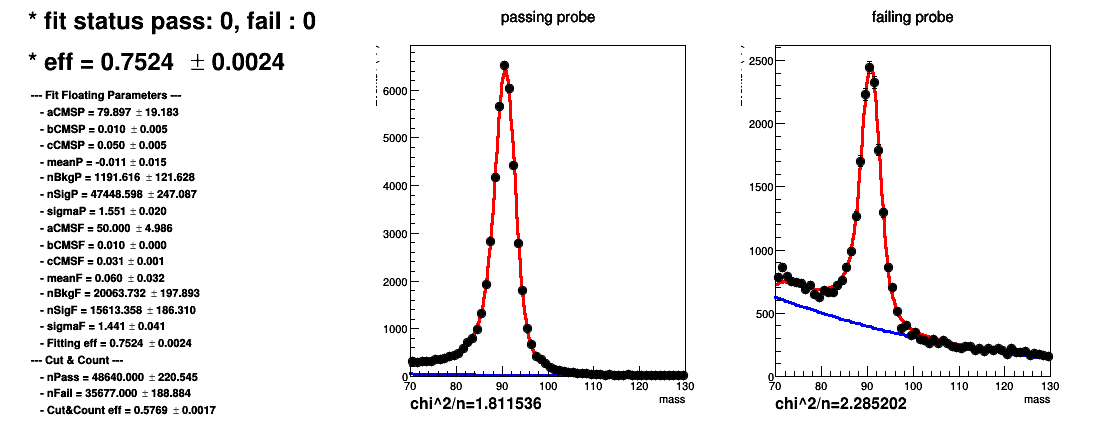 * fit status pass: 0, fail : 0
* eff = 0.7524 ± 0.0024
--- Fit Floating Parameters ---
- aCMSP = 79.897 ± 19.183
- bCMSP = 0.010 ± 0.005
- cCMSP = 0.050 ± 0.005
- meanP = -0.011 ± 0.015
- nBkgP = 1191.616 ± 121.628
- nSigP = 47448.598 ± 247.087
- sigmaP = 1.551 ± 0.020
- aCMSF = 50.000 ± 4.986
- bCMSF = 0.010 ± 0.000
- cCMSF = 0.031 ± 0.001
- meanF = 0.060 ± 0.032
- nBkgF = 20063.732 ± 197.893
- nSigF = 15613.358 ± 186.310
- sigmaF = 1.441 ± 0.041
- Fitting eff = 0.7524 ± 0.0024
--- Cut & Count ---
- nPass = 48640.000 ± 220.545
- nFail = 35677.000 ± 188.884
- Cut&Count eff = 0.5769 ± 0.0017
passing probe
6000
5000
4000
3000
2000
1000
0
70 80 90 100 110 120 130
mass
chi^2/n=1.811536
failing probe
2500
2000
1500
1000
500
0
70 80 90 100 110 120 130
mass
chi^2/n=2.285202